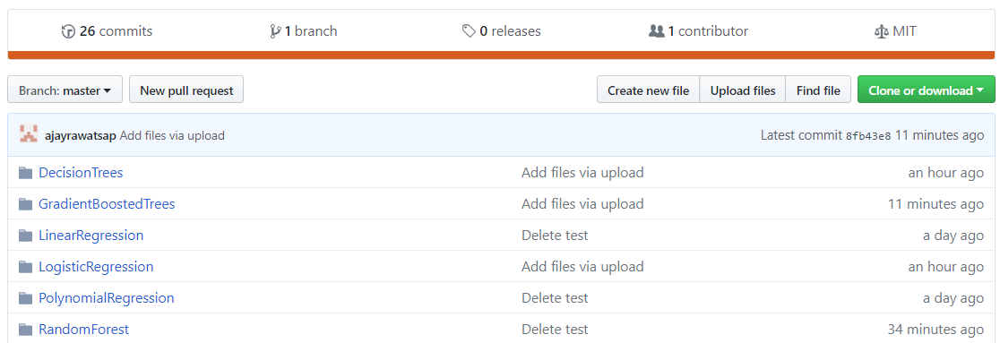 26 commits 1 branch 0 releases 1 contributor MIT
Branch: master New pull request Create new file Upload files Find file Clone or download
ajayrawatsap Add files via upload Latest commit 8fb43e8 11 minutes ago
DecisionTrees Add files via upload an hour ago
GradientBoostedTrees Add files via upload 11 minutes ago
LinearRegression Delete test a day ago
LogisticRegression Add files via upload an hour ago
PolynomialRegression Delete test a day ago
RandomForest Delete test 34 minutes ago